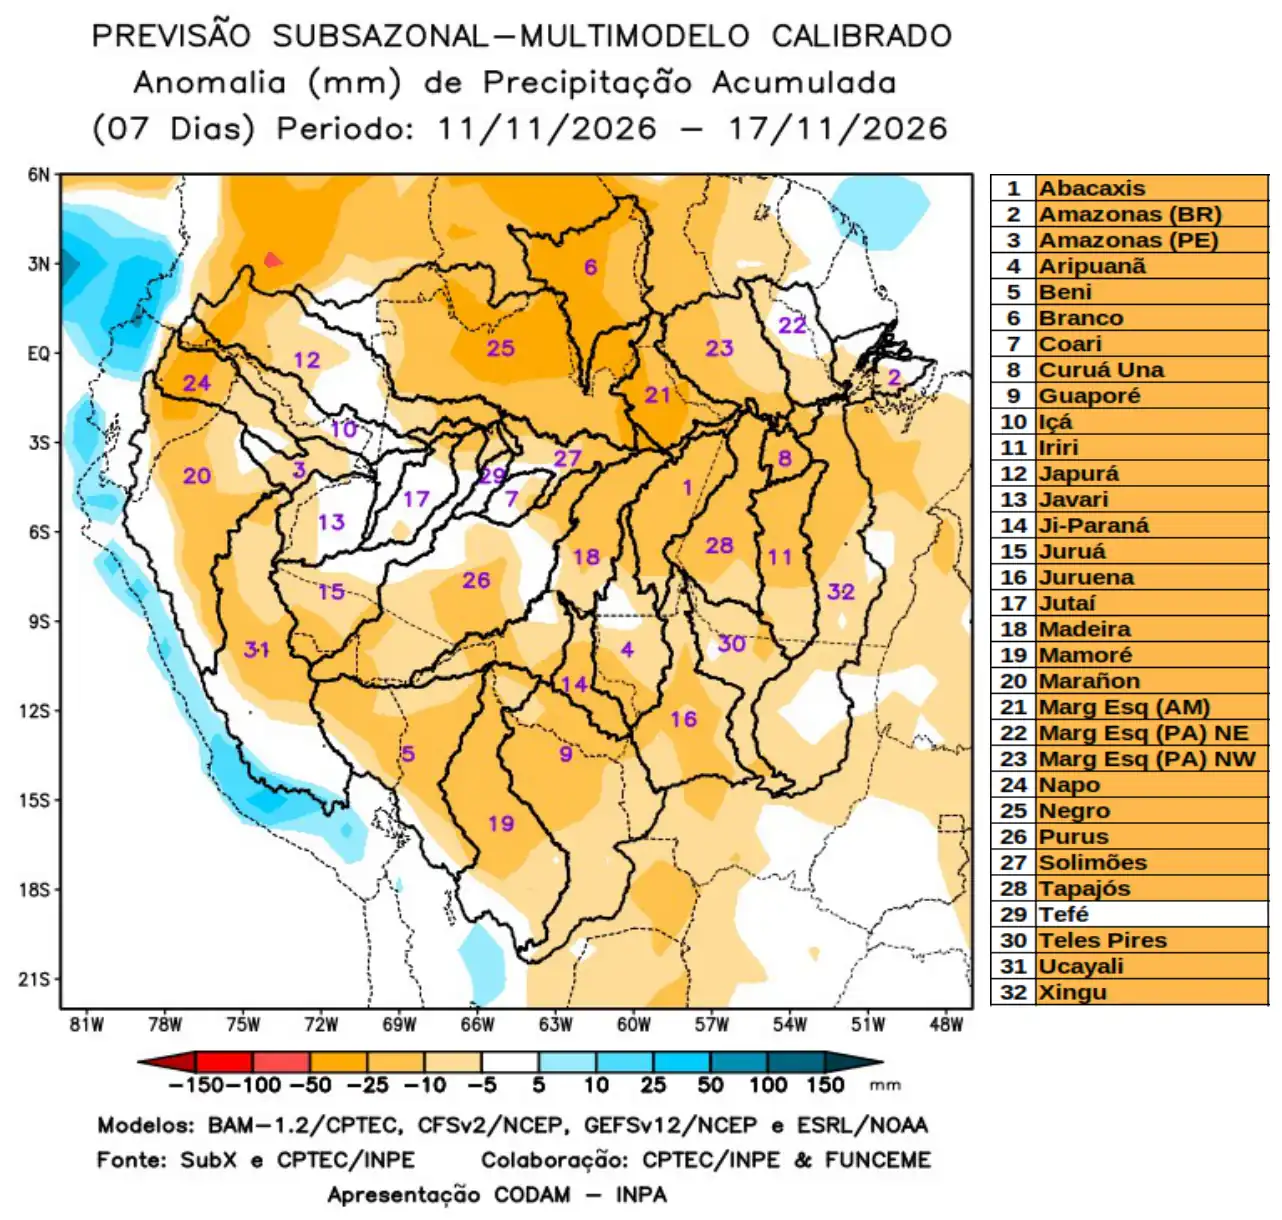 PREVISÃO SUBSAZONAL-MULTIMODELO CALIBRADO
Anomalia (mm) de Precipitação Acumulada
(07 Dias) Periodo: 11/11/2026 - 17/11/2026
6N
3N
EQ
3S
6S
9S
12S
15S
18S
21S
6
22
25
23
12
24
2
21
10
27
8
3
29
20
7
1
17
13
28
18
11
26
15
32
30
31
4
14
16
5
9
19
81W 78W 75W 72W 69W 66W 63W 60W 57W 54W 51W 48W
1 Abacaxis
2 Amazonas (BR)
3 Amazonas (PE)
4 Aripuanã
5 Beni
6 Branco
7 Coari
8 Curuá Una
9 Guaporé
10 Içá
11 Iriri
12 Japurá
13 Javari
14 Ji-Paraná
15 Juruá
16 Juruena
17 Jutaí
18 Madeira
19 Mamoré
20 Marañon
21 Marg Esq (AM)
22 Marg Esq (PA) NE
23 Marg Esq (PA) NW
24 Napo
25 Negro
26 Purus
27 Solimões
28 Tapajós
29 Tefé
30 Teles Pires
31 Ucayali
32 Xingu
-150 -100 -50 -25 -10 -5 5 10 25 50 100 150 mm
Modelos: BAM-1.2/CPTEC, CFSv2/NCEP, GEFSv12/NCEP e ESRL/NOAA
Fonte: SubX e CPTEC/INPE Colaboração: CPTEC/INPE & FUNCEME
Apresentação CODAM - INPA